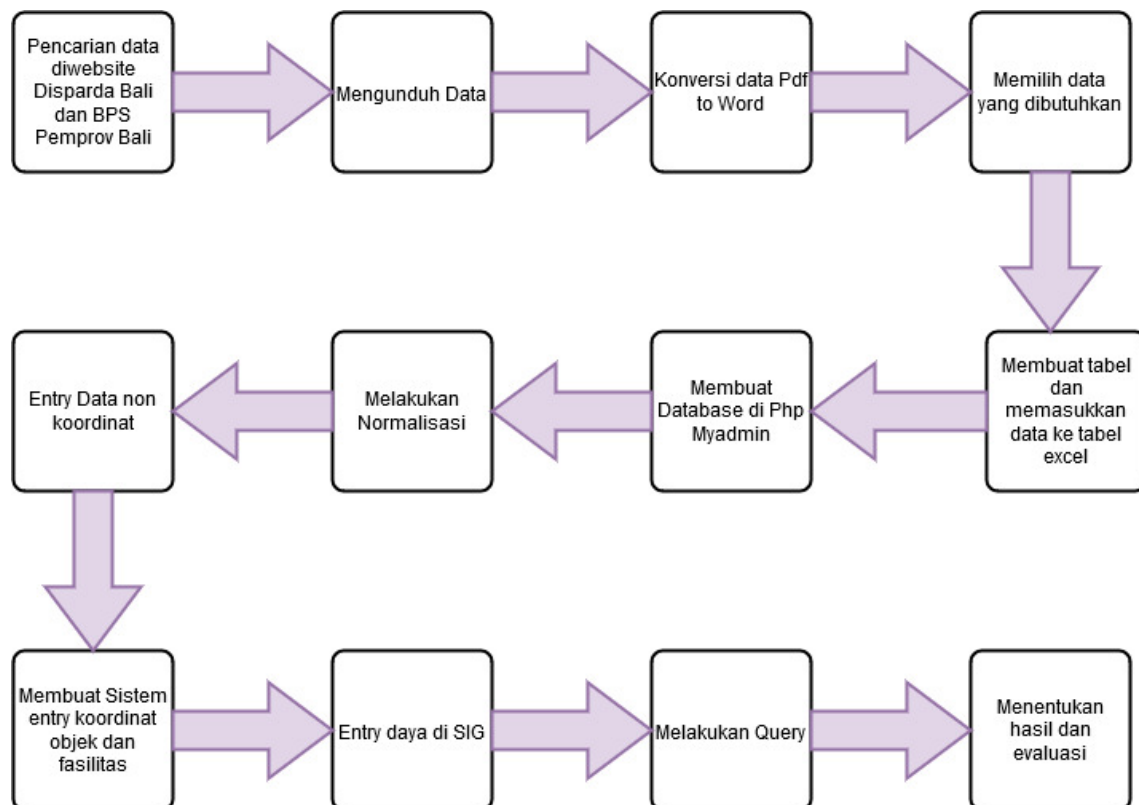 Pencarian data
diwebsite
Disparda Bali
dan BPS
Pemprov Bali
Mengunduh Data
Konversi data Pdf
to Word
Memilih data
yang dibutuhkan
Membuat tabel
dan
memasukkan
data ke tabel
excel
Membuat
Database di Php
Myadmin
Melakukan
Normalisasi
Entry Data non
koordinat
Membuat Sistem
entry koordinat
objek dan
fasilitas
Entry daya di SIG
Melakukan Query
Menentukan
hasil dan
evaluasi